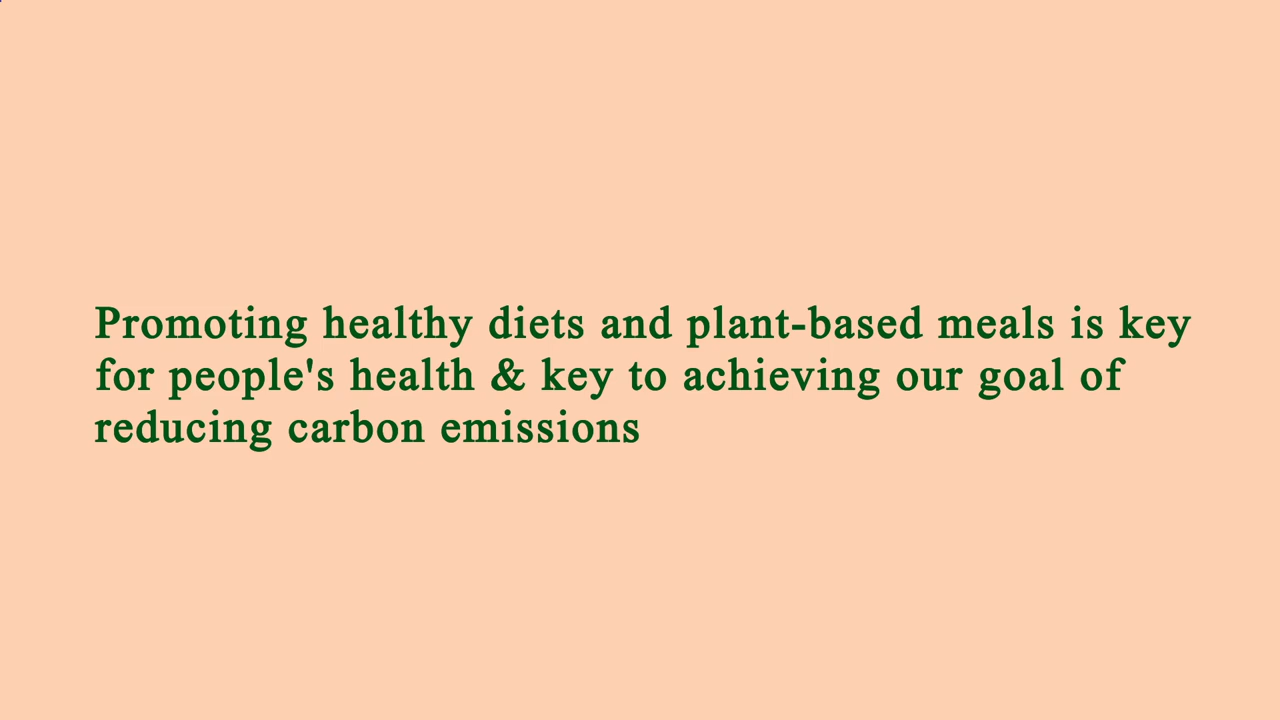 Promoting healthy diets and plant-based meals is key
for people's health & key to achieving our goal of
reducing carbon emissions